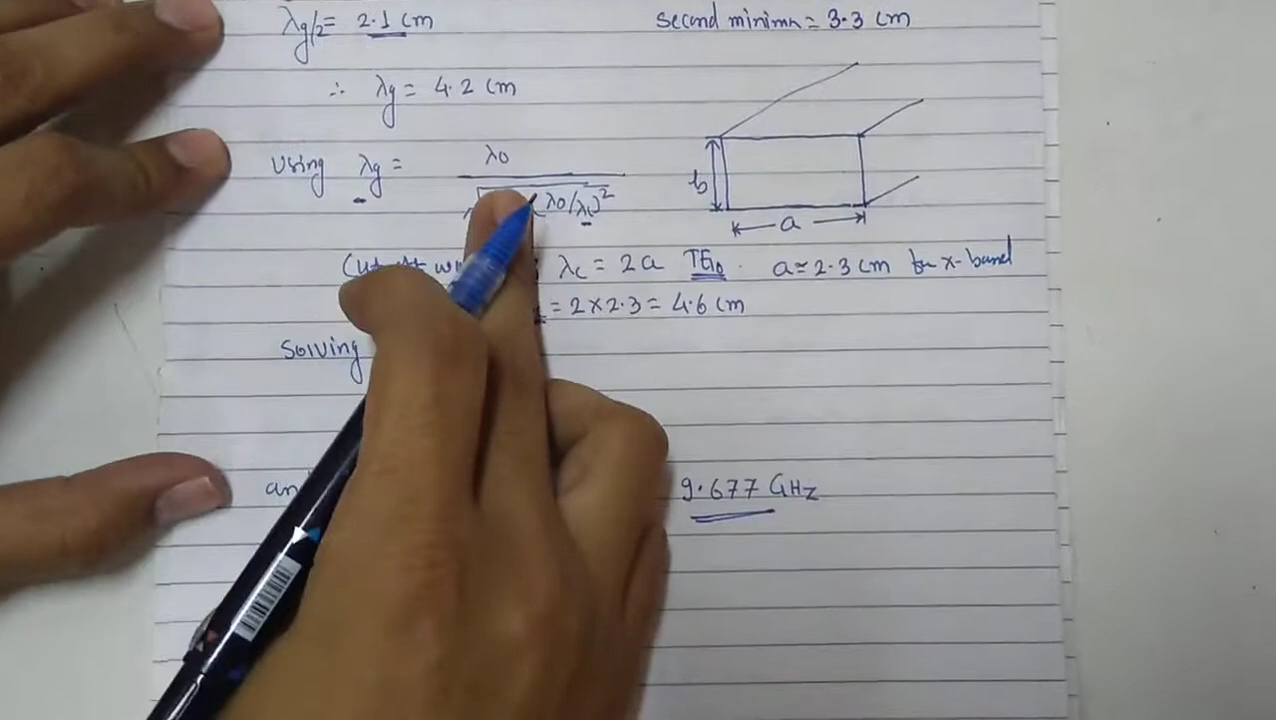 λg/2 = 2.1 cm
second minima = 3.3 cm
∴ λg = 4.2 cm
Using λg = λ0
(λ0/λc)²
b
a
λc = 2a TE10 . a ≈ 2.3 cm for x-band
= 2×2.3 = 4.6 cm
Solving
9.677 GHz